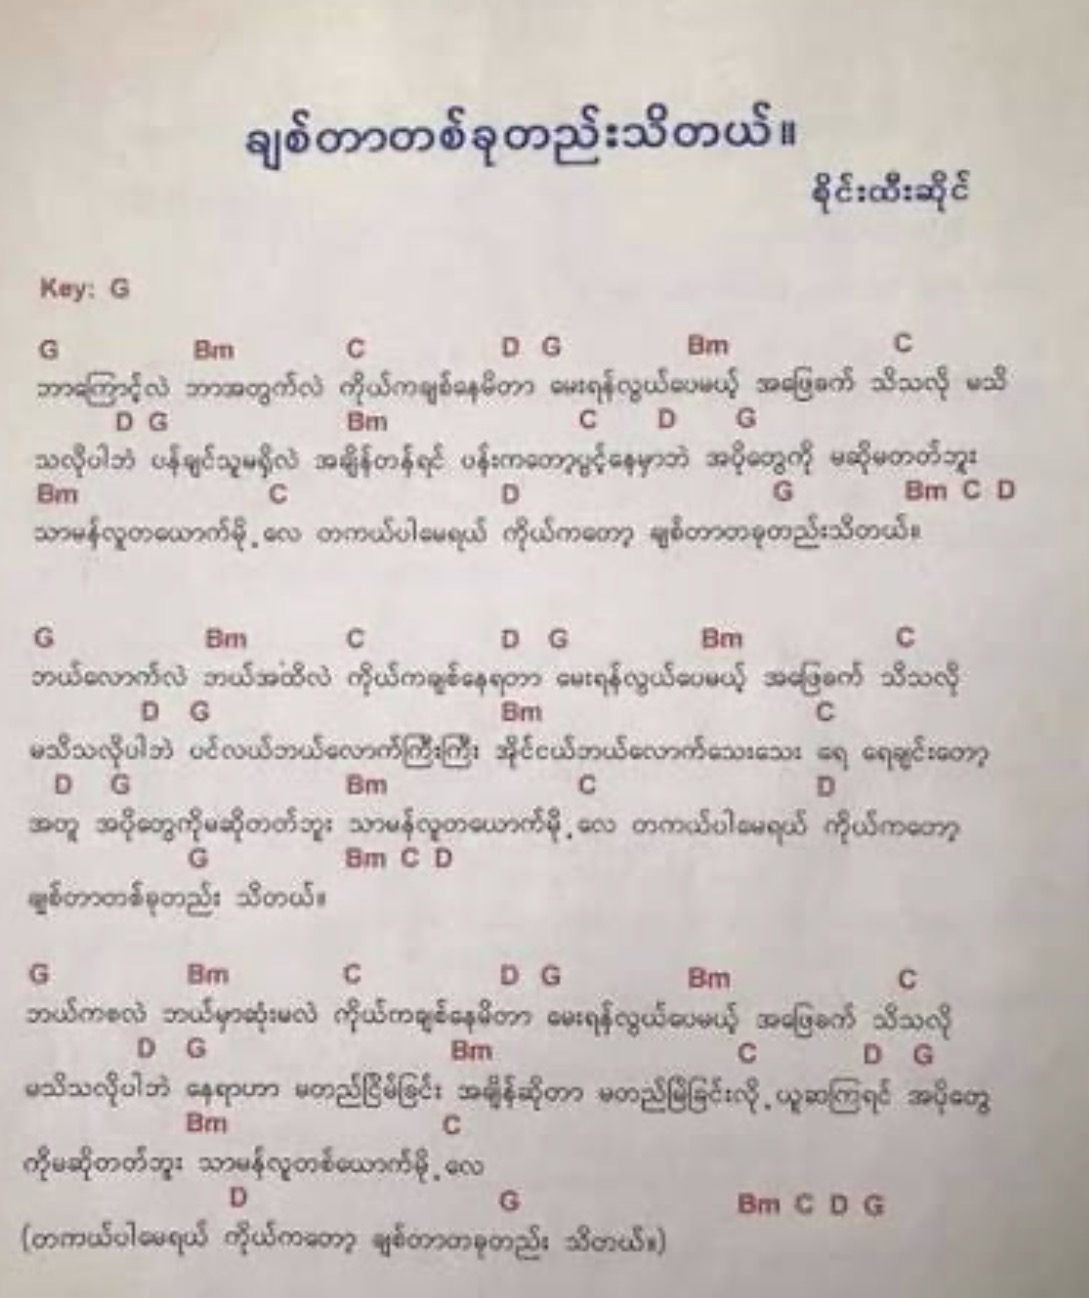 ချစ်တာတစ်ခုတည်းသိတယ်။
စိုင်းထီးဆိုင်
Key: G
G Bm C D G Bm C
ဘာကြောင့်လဲ ဘာအတွက်လဲ ကိုယ်ကချစ်နေမိတာ မေးရန်လွယ်ပေမယ့် အဖြေခက် သိသလို မသိ
D G Bm C D G
သလိုပါဘဲ ပန်ချင်သူမရှိလဲ အချိန်တန်ရင် ပန်းကတော့ပွင့်နေမှာဘဲ အပိုတွေကို မဆိုမတတ်ဘူး
Bm C D G Bm C D
သာမန်လူတယောက်မို့လေ တကယ်ပါမေရယ် ကိုယ်ကတော့ ချစ်တာတခုတည်းသိတယ်။
G Bm C D G Bm C
ဘယ်လောက်လဲ ဘယ်အထိလဲ ကိုယ်ကချစ်နေရတာ မေးရန်လွယ်ပေမယ့် အဖြေခက် သိသလို
D G Bm C
မသိသလိုပါဘဲ ပင်လယ်ဘယ်လောက်ကြီးကြီး အိုင်ငယ်ဘယ်လောက်သေးသေး ရေ ရေချင်းတော့
D G Bm C D
အတူ အပိုတွေကိုမဆိုတတ်ဘူး သာမန်လူတယောက်မို့လေ တကယ်ပါမေရယ် ကိုယ်ကတော့
G Bm C D
ချစ်တာတစ်ခုတည်း သိတယ်။
G Bm C D G Bm C
ဘယ်ကစလဲ ဘယ်မှာဆုံးမလဲ ကိုယ်ကချစ်နေမိတာ မေးရန်လွယ်ပေမယ့် အဖြေခက် သိသလို
D G Bm C D G
မသိသလိုပါဘဲ နေရာဟာ မတည်ငြိမ်ခြင်း အချိန်ဆိုတာ မတည်မြဲခြင်းလို့ ယူဆကြရင် အပိုတွေ
Bm C
ကိုမဆိုတတ်ဘူး သာမန်လူတစ်ယောက်မို့လေ
D G Bm C D G
(တကယ်ပါမေရယ် ကိုယ်ကတော့ ချစ်တာတခုတည်း သိတယ်။)